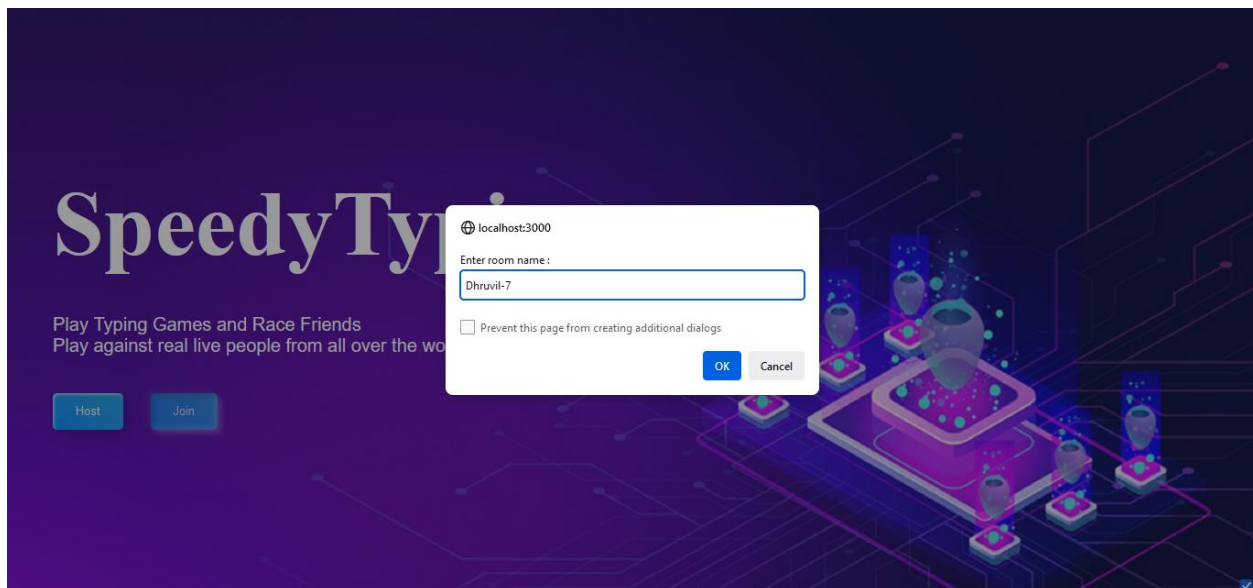 SpeedyTypi
localhost:3000
Enter room name :
Dhruvil-7
Prevent this page from creating additional dialogs
OK Cancel
Play Typing Games and Race Friends
Play against real live people from all over the wo
Host Join